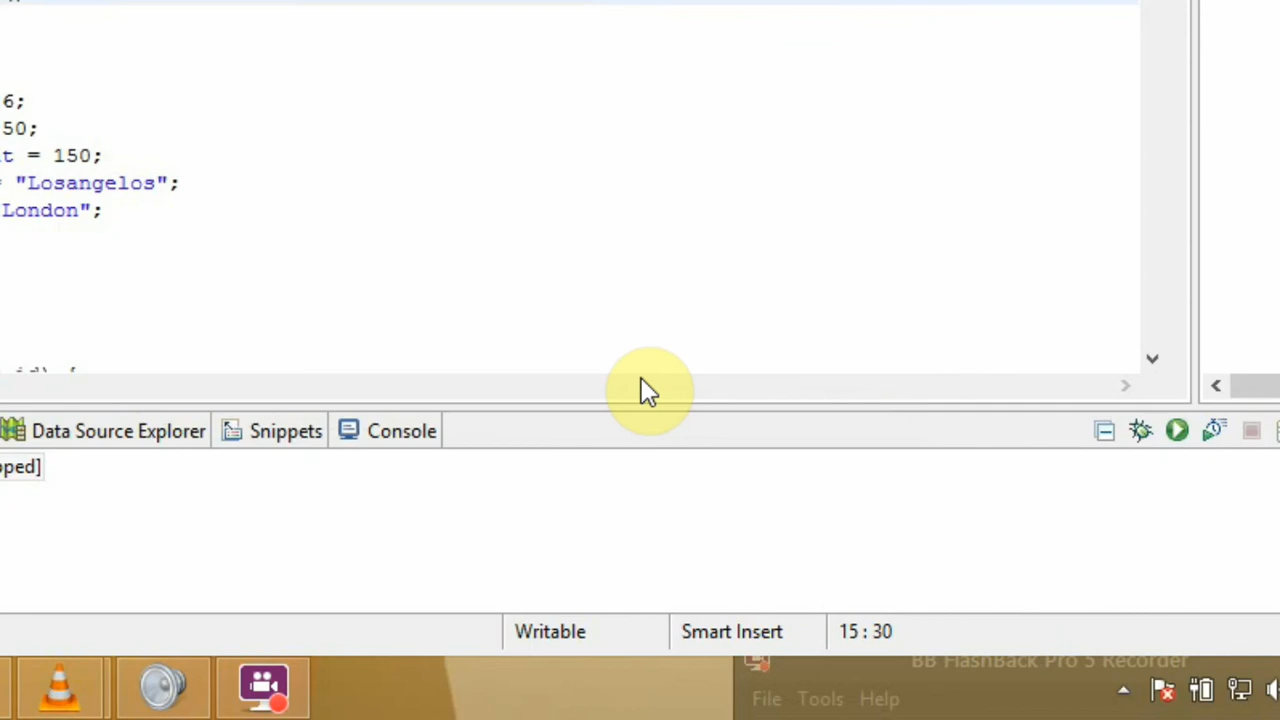 6;
50;
t = 150;
= "Losangelos";
"London";
Data Source Explorer
Snippets
Console
pped]
Writable
Smart Insert
15 : 30
BB FlashBack Pro 5 Recorder
File Tools Help